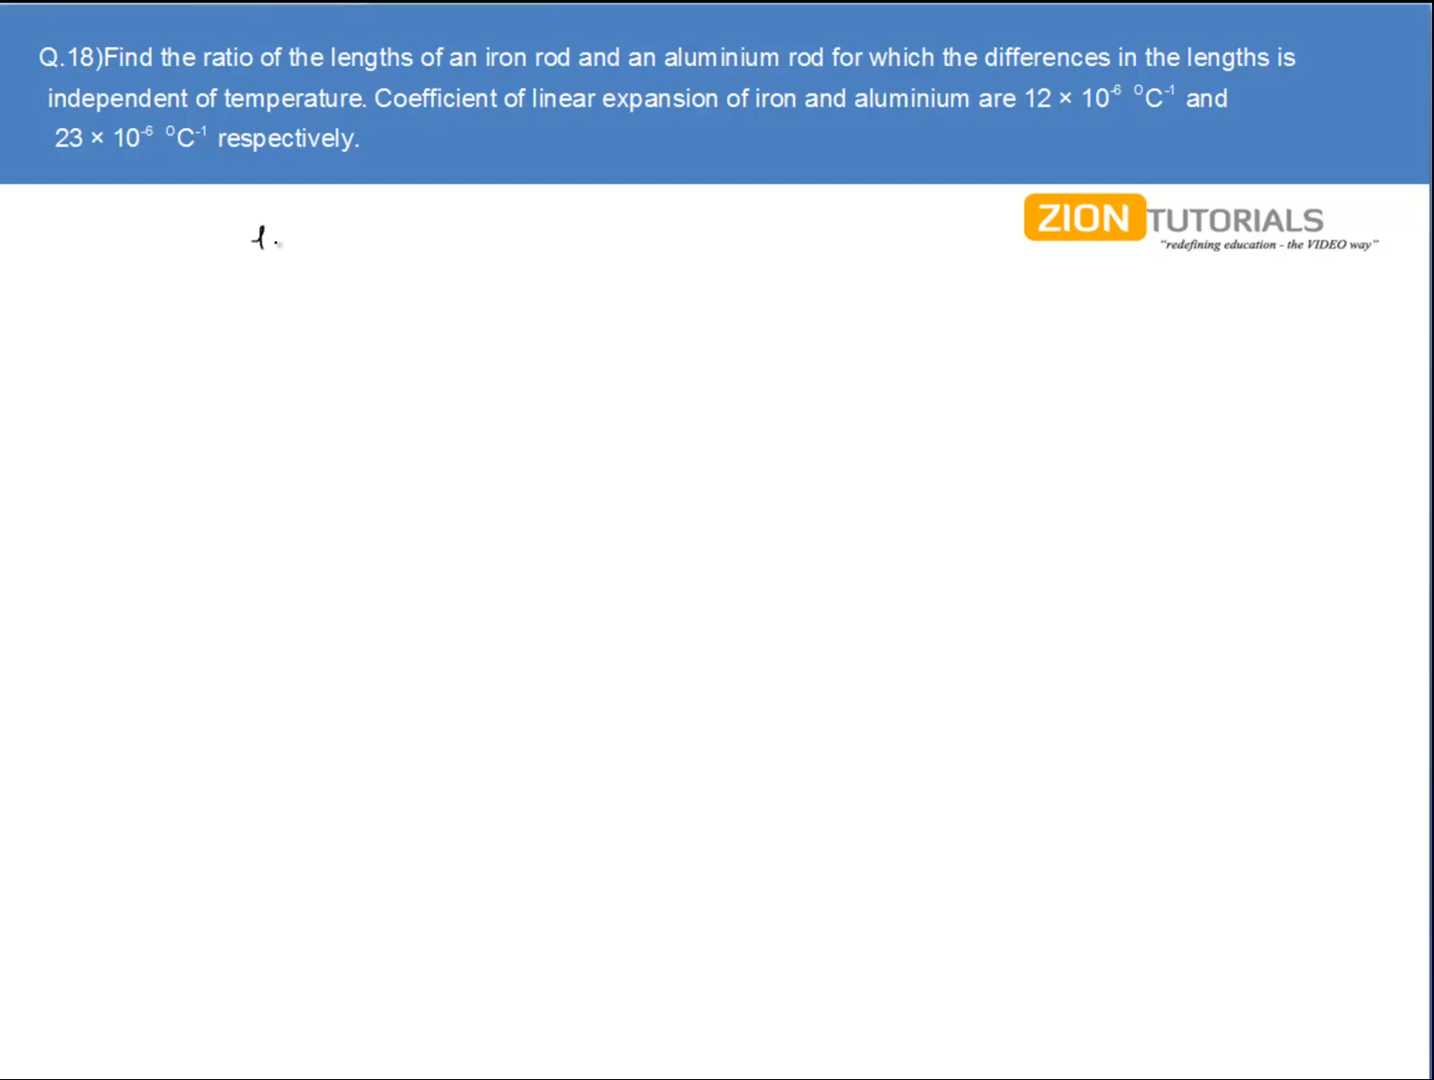 Q.18)Find the ratio of the lengths of an iron rod and an aluminium rod for which the differences in the lengths is
independent of temperature. Coefficient of linear expansion of iron and aluminium are 12 × 10⁻⁶ ⁰C⁻¹ and
23 × 10⁻⁶ ⁰C⁻¹ respectively.
ZION TUTORIALS
"redefining education - the VIDEO way"